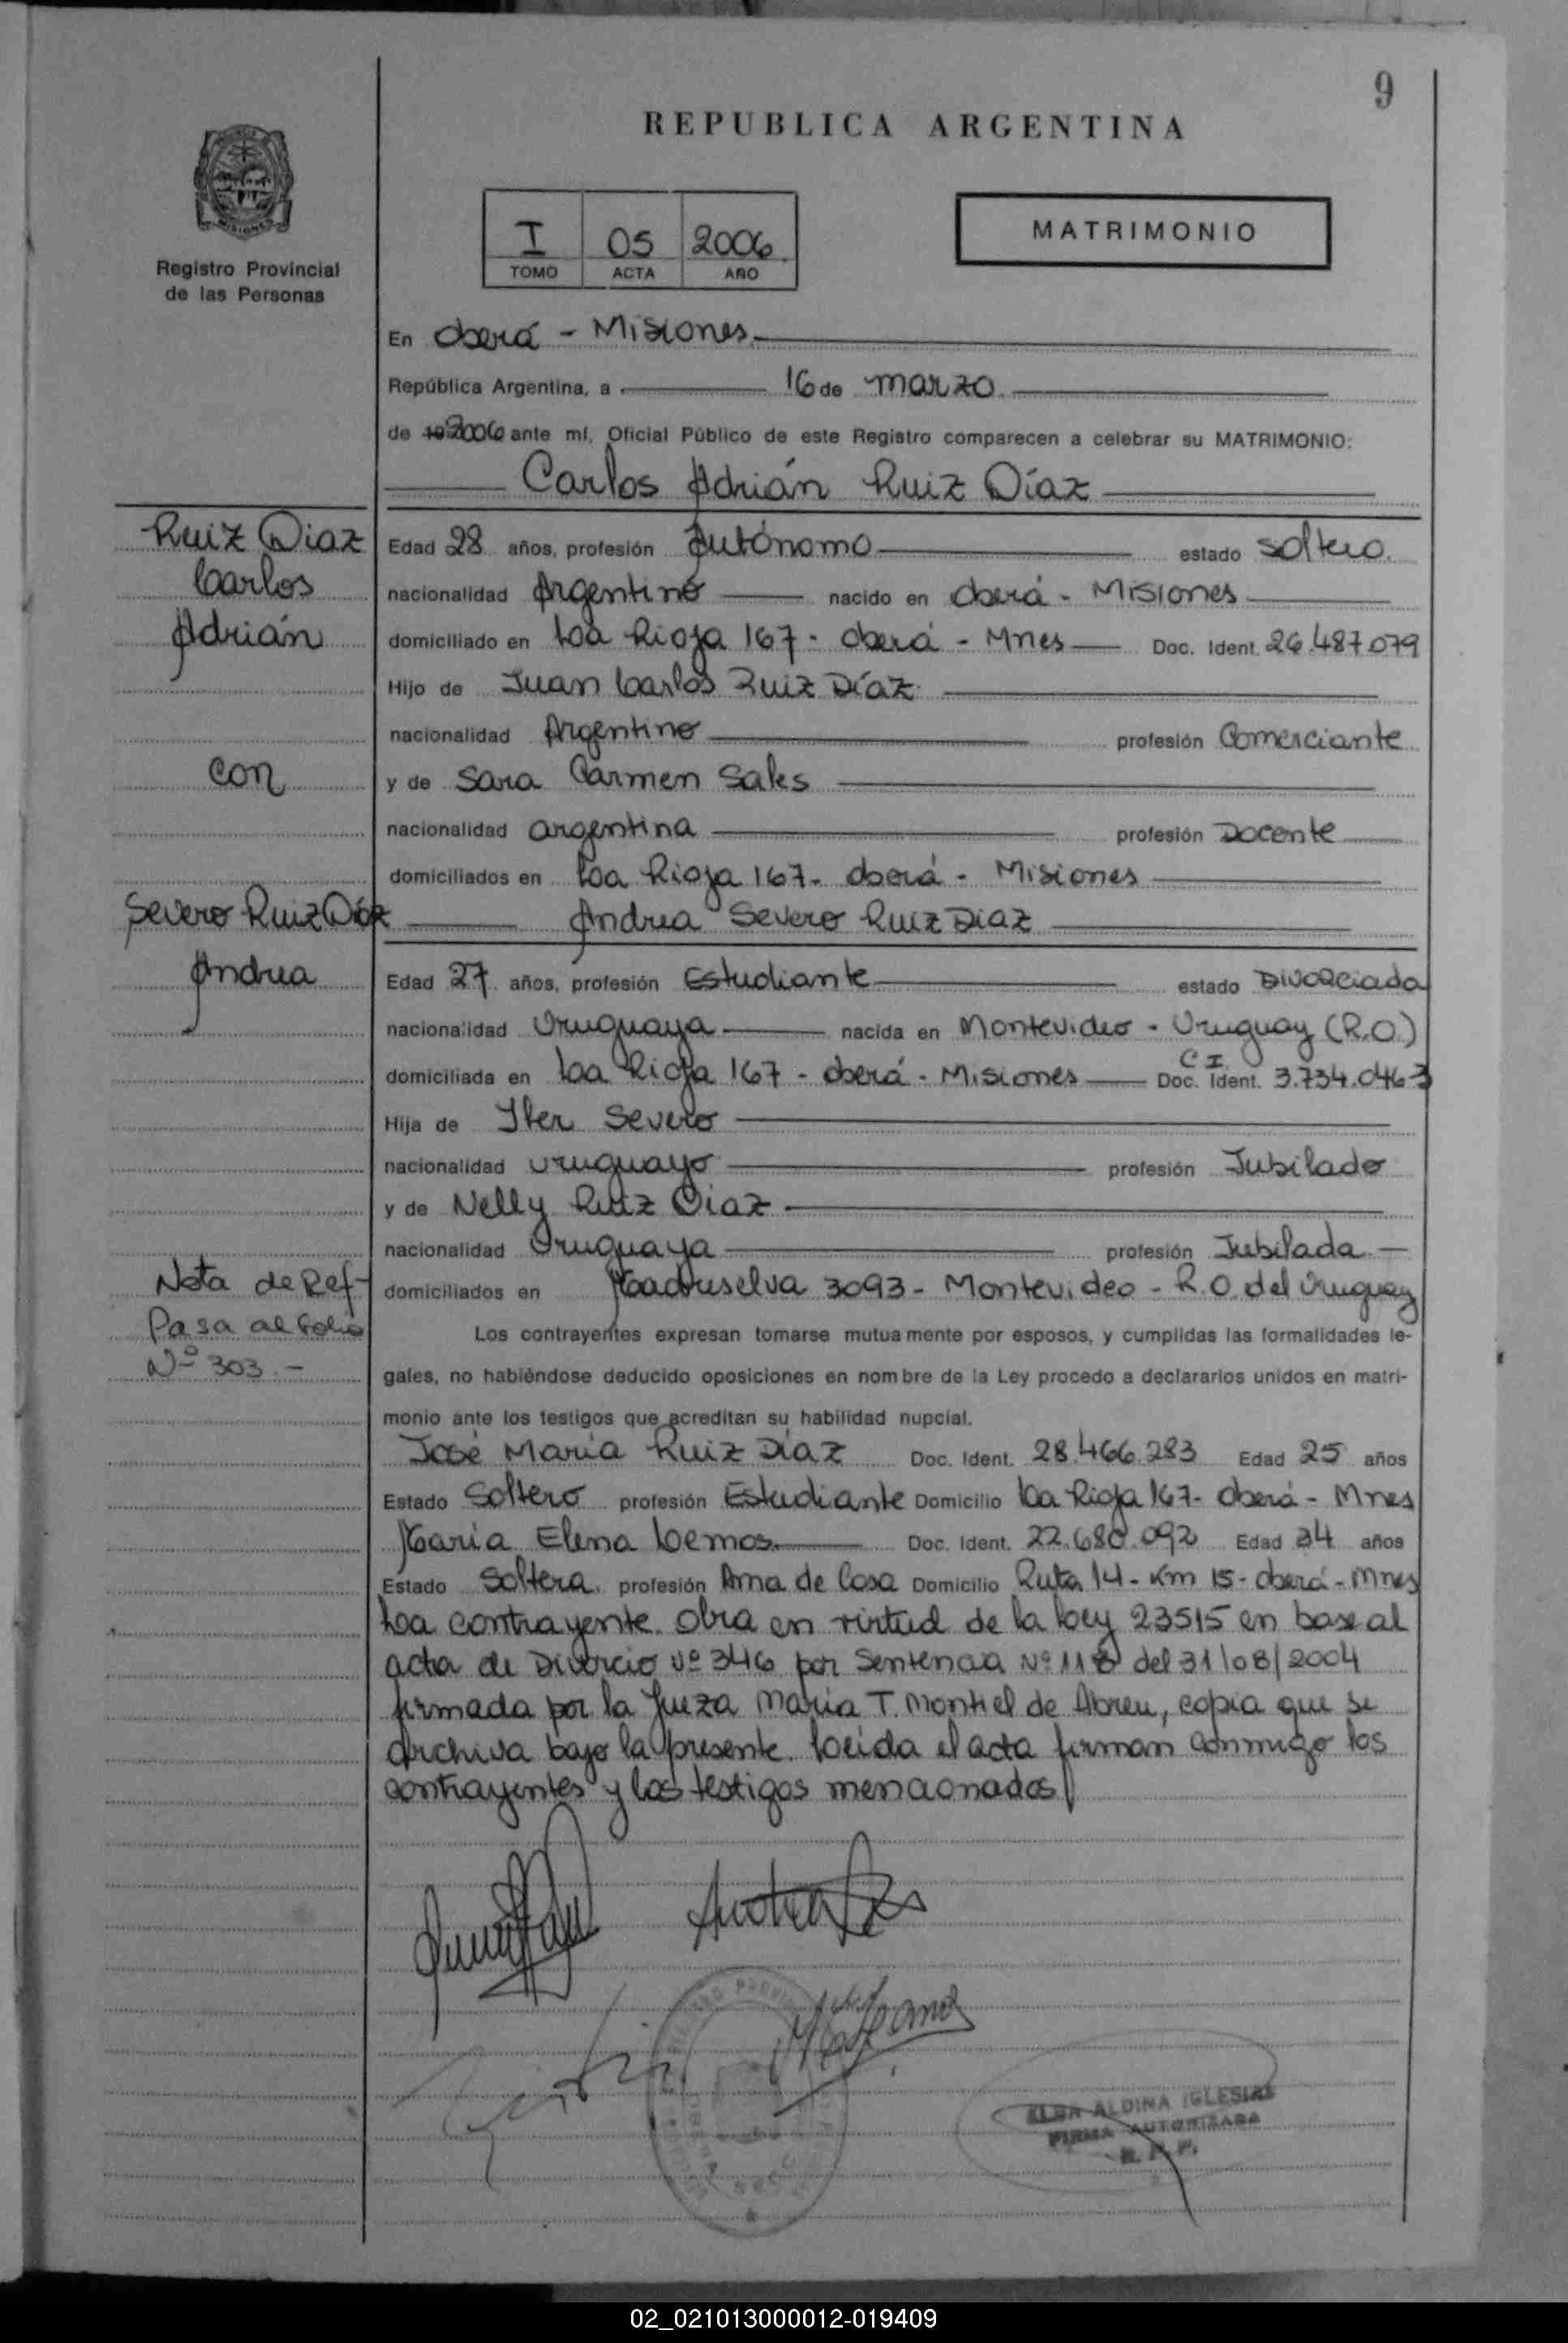 9
REPUBLICA ARGENTINA
MISIONES
Registro Provincial
de las Personas
I 05 2006
TOMO ACTA AÑO
MATRIMONIO
En Oberá - Misiones
República Argentina, a 16 de marzo
de 19 2006 ante mí, Oficial Público de este Registro comparecen a celebrar su MATRIMONIO:
Carlos Adrián Ruiz Díaz
Ruiz Diaz
Carlos
Adrián
con
Severo Ruiz Diaz
Andrea
Nota de Ref-
Pasa al folio
Nº 303.-
Edad 28 años, profesión Autónomo estado soltero.
nacionalidad Argentino nacido en Oberá - Misiones
domiciliado en La Rioja 167 - Oberá - Mnes Doc. Ident. 26.487.079
Hijo de Juan Carlos Ruiz Díaz
nacionalidad Argentino profesión Comerciante
y de Sara Carmen Sales
nacionalidad argentina profesión Docente
domiciliados en La Rioja 167 - Oberá - Misiones
Andrea Severo Ruiz Diaz
Edad 27 años, profesión Estudiante estado Divorciada
nacionalidad Uruguaya nacida en Montevideo - Uruguay (R.O.)
domiciliada en La Rioja 167 - Oberá - Misiones C I. Doc. Ident. 3.734.046-3
Hija de Iter Severo
nacionalidad uruguayo profesión Jubilado
y de Nelly Ruiz Diaz
nacionalidad Uruguaya profesión Jubilada
domiciliados en Madreselva 3093 - Montevideo - R.O. del Uruguay
Los contrayentes expresan tomarse mutuamente por esposos, y cumplidas las formalidades le-
gales, no habiéndose deducido oposiciones en nombre de la Ley procedo a declararlos unidos en matri-
monio ante los testigos que acreditan su habilidad nupcial.
José María Ruiz Díaz Doc. Ident. 28.466.283 Edad 25 años
Estado Soltero profesión Estudiante Domicilio La Rioja 167 - Oberá - Mnes
María Elena Lemos Doc. Ident. 22.680.092 Edad 34 años
Estado Soltera. profesión Ama de Casa Domicilio Ruta 14 - Km 15 - Oberá - Mnes
La contrayente obra en virtud de la Ley 23515 en base al
acta de Divorcio Nº 346 por Sentencia Nº 118 del 31/08/2004
firmada por la Jueza María T. Montiel de Abreu, copia que se
archiva bajo la presente. Leida el acta firman conmigo los
contrayentes y los testigos mencionados
ELBA ALDINA IGLESIAS
FIRMA AUTORIZADA
R. P. P.
02_021013000012-019409